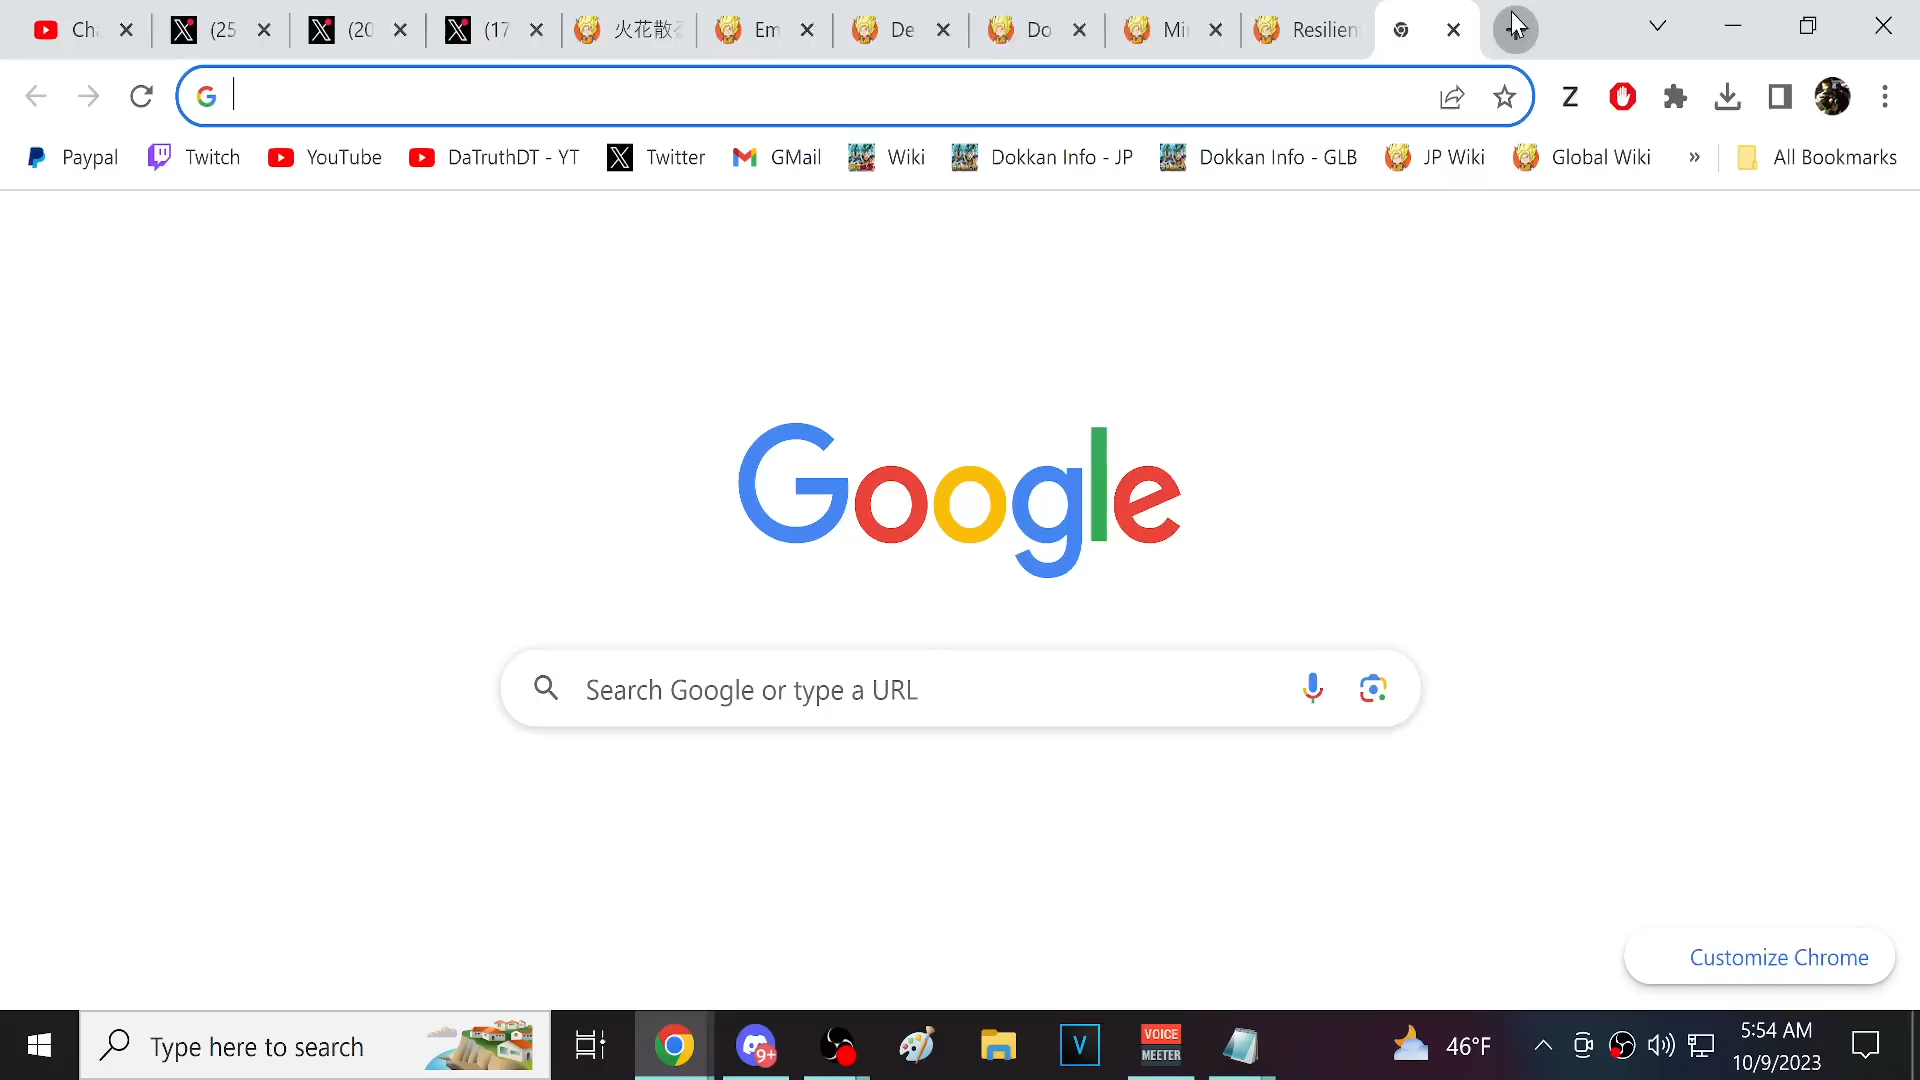 Ch
(25
(20
(17
火花散
Em
De
Do
Mi
Resilien
Paypal
Twitch
YouTube
DaTruthDT - YT
Twitter
GMail
Wiki
Dokkan Info - JP
Dokkan Info - GLB
JP Wiki
Global Wiki
»
All Bookmarks
Google
Search Google or type a URL
Customize Chrome
Type here to search
9+
V
VOICE
MEETER
46°F
5:54 AM
10/9/2023